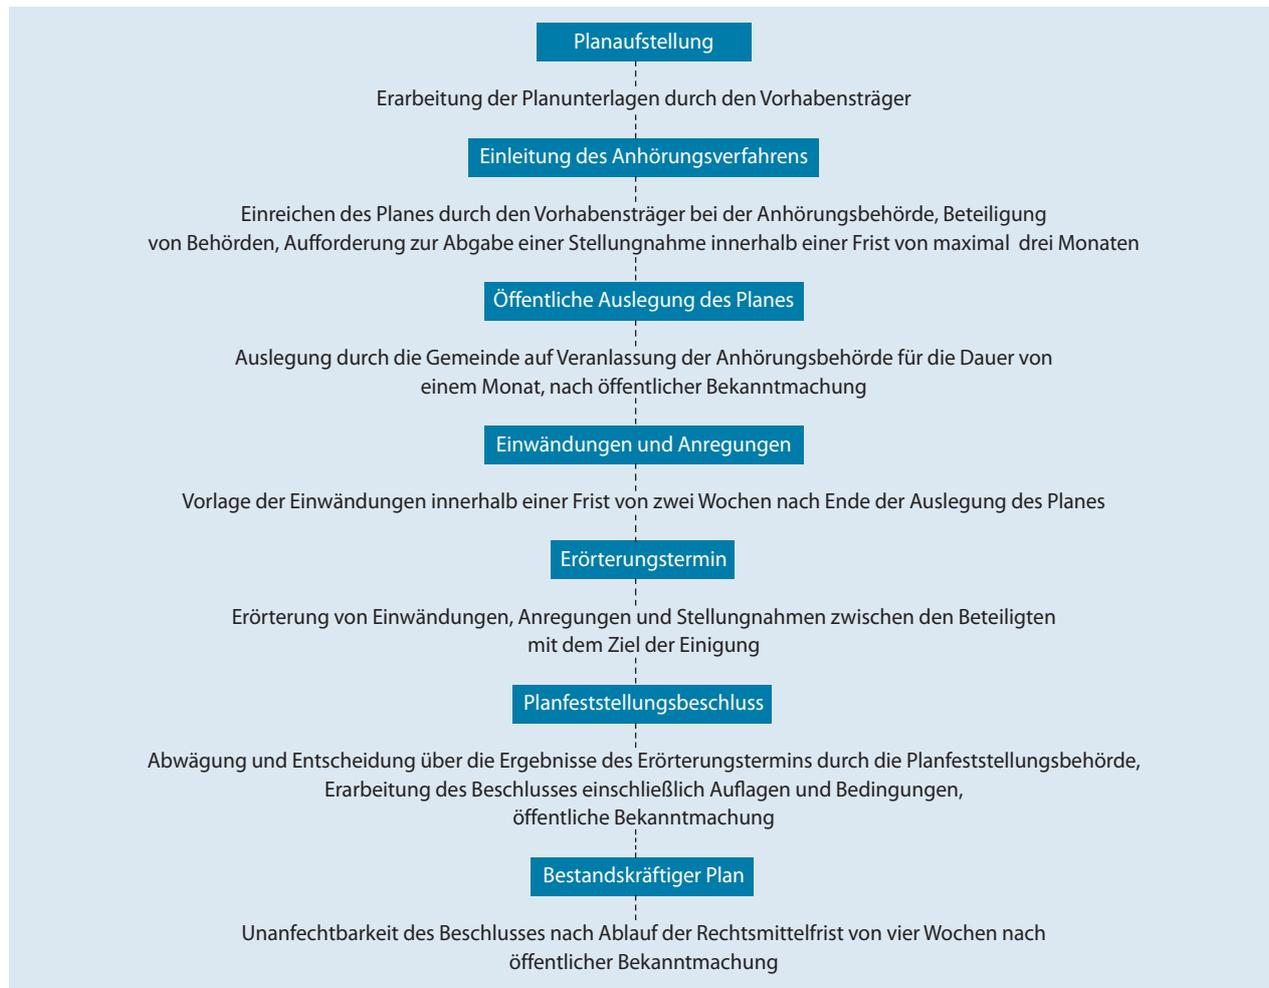 Planaufstellung
Erarbeitung der Planunterlagen durch den Vorhabensträger
Einleitung des Anhörungsverfahrens
Einreichen des Planes durch den Vorhabensträger bei der Anhörungsbehörde, Beteiligung
von Behörden, Aufforderung zur Abgabe einer Stellungnahme innerhalb einer Frist von maximal drei Monaten
Öffentliche Auslegung des Planes
Auslegung durch die Gemeinde auf Veranlassung der Anhörungsbehörde für die Dauer von
einem Monat, nach öffentlicher Bekanntmachung
Einwändungen und Anregungen
Vorlage der Einwändungen innerhalb einer Frist von zwei Wochen nach Ende der Auslegung des Planes
Erörterungstermin
Erörterung von Einwändungen, Anregungen und Stellungnahmen zwischen den Beteiligten
mit dem Ziel der Einigung
Planfeststellungsbeschluss
Abwägung und Entscheidung über die Ergebnisse des Erörterungstermins durch die Planfeststellungsbehörde,
Erarbeitung des Beschlusses einschließlich Auflagen und Bedingungen,
öffentliche Bekanntmachung
Bestandskräftiger Plan
Unanfechtbarkeit des Beschlusses nach Ablauf der Rechtsmittelfrist von vier Wochen nach
öffentlicher Bekanntmachung